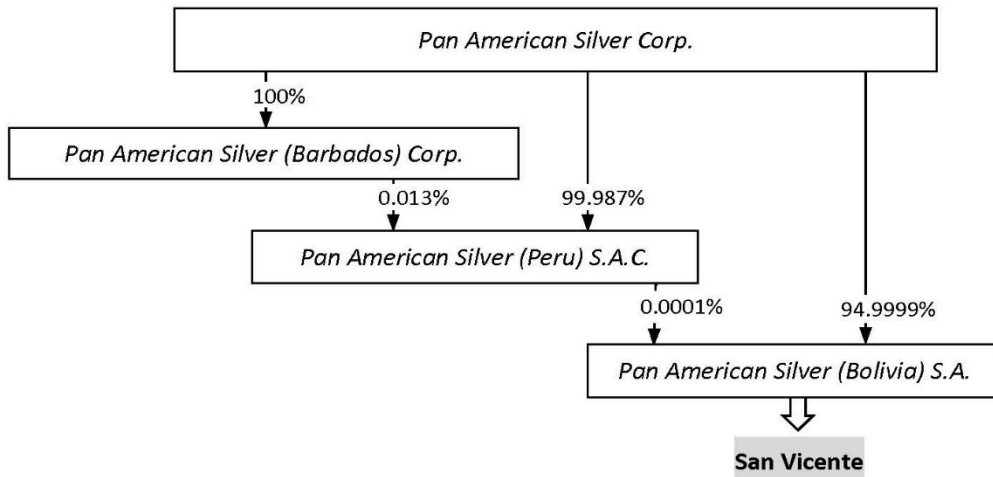 Pan American Silver Corp.
100%
Pan American Silver (Barbados) Corp.
0.013%
99.987%
Pan American Silver (Peru) S.A.C.
0.0001%
94.9999%
Pan American Silver (Bolivia) S.A.
San Vicente